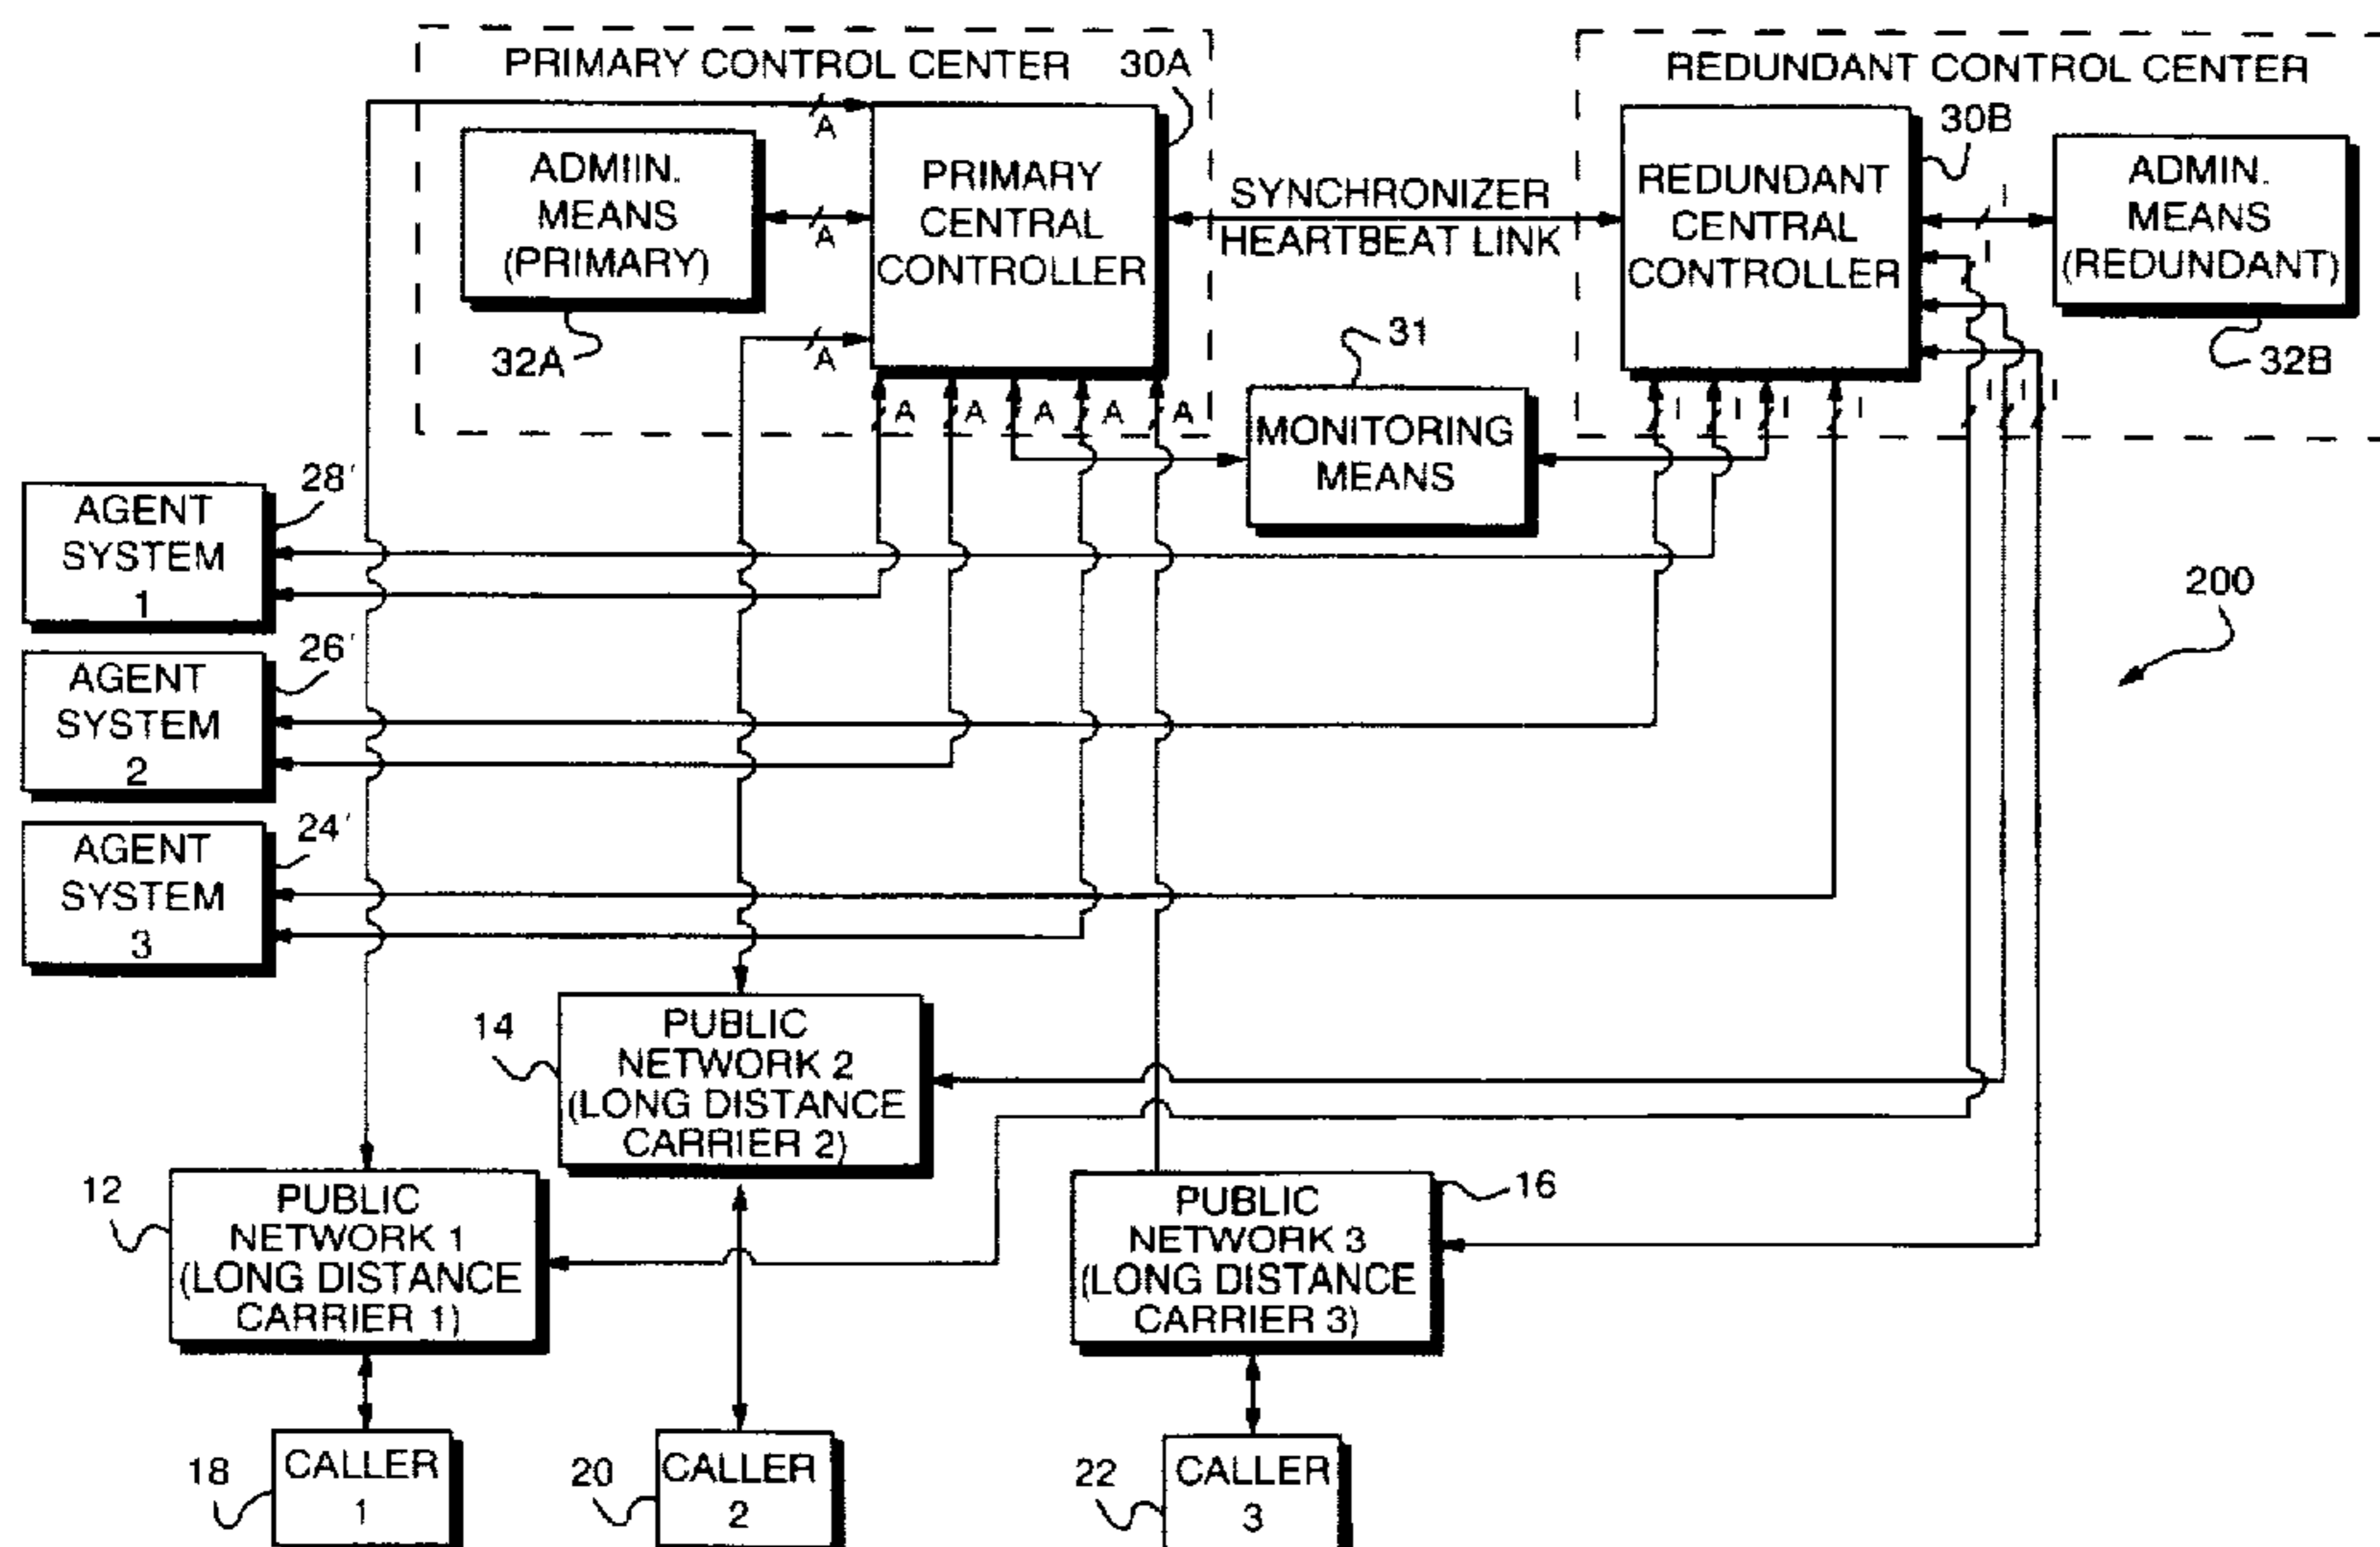 PRIMARY CONTROL CENTER
30A
REDUNDANT CONTROL CENTER
A
ADMIIN.
MEANS
(PRIMARY)
A
32A
A
PRIMARY
CENTRAL
CONTROLLER
SYNCHRONIZER
HEARTBEAT LINK
REDUNDANT
CENTRAL
CONTROLLER
30B
I
I
ADMIN.
MEANS
(REDUNDANT)
32B
31
A
A
A
A
A
MONITORING
MEANS
I
I
I
I
I
I
I
AGENT
SYSTEM
1
28'
AGENT
SYSTEM
2
26'
AGENT
SYSTEM
3
24'
200
14
PUBLIC
NETWORK 2
(LONG DISTANCE
CARRIER 2)
12
PUBLIC
NETWORK 1
(LONG DISTANCE
CARRIER 1)
PUBLIC
NETWORK 3
(LONG DISTANCE
CARRIER 3)
16
18
CALLER
1
20
CALLER
2
22
CALLER
3